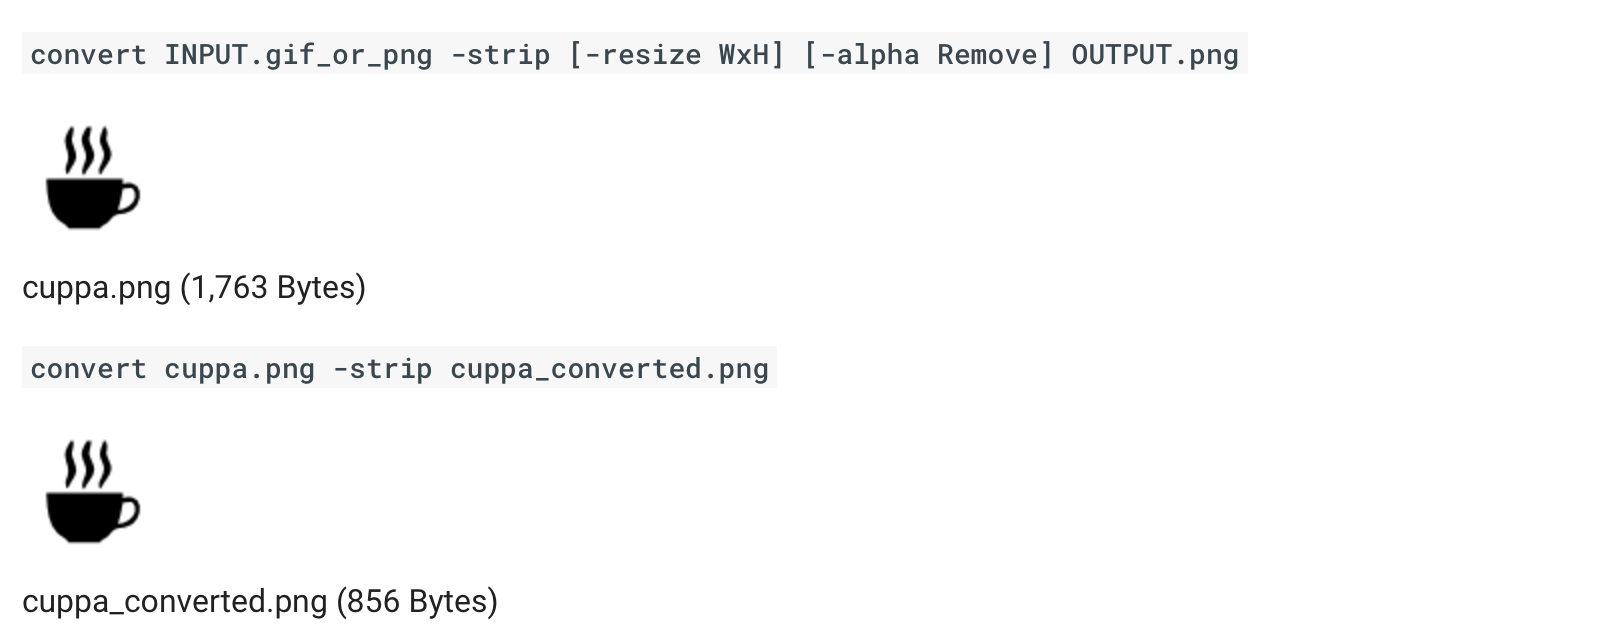 convert INPUT.gif_or_png -strip [-resize WxH] [-alpha Remove] OUTPUT.png
cuppa.png (1,763 Bytes)
convert cuppa.png -strip cuppa_converted.png
cuppa_converted.png (856 Bytes)